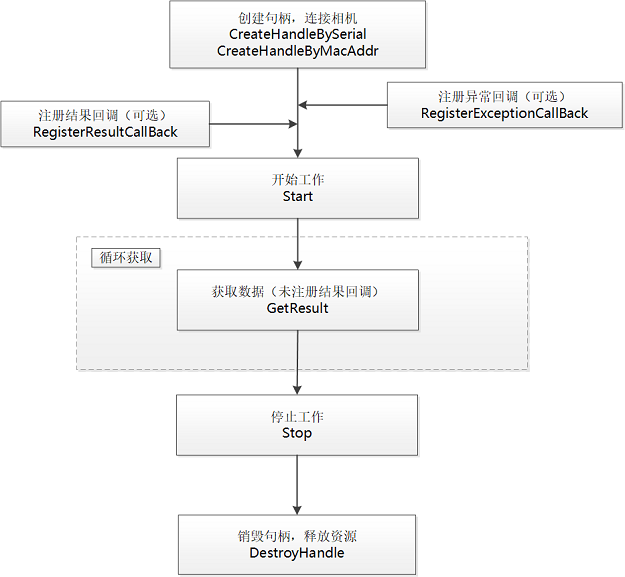 创建句柄，连接相机
CreateHandleBySerial
CreateHandleByMacAddr
注册异常回调（可选）
RegisterExceptionCallBack
注册结果回调（可选）
RegisterResultCallBack
开始工作
Start
循环获取
获取数据（未注册结果回调）
GetResult
停止工作
Stop
销毁句柄，释放资源
DestroyHandle